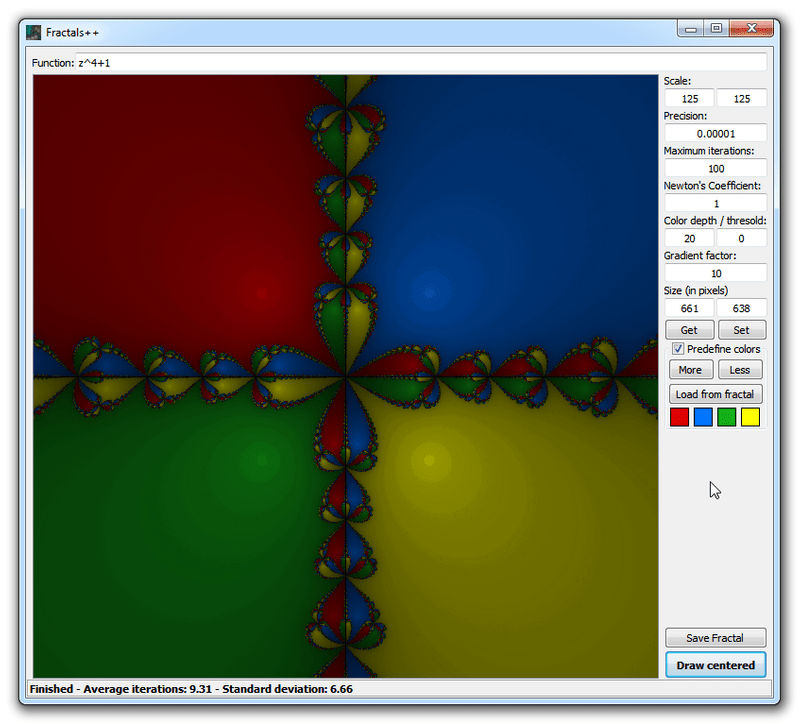 Fractals++
Function: z^4+1
Scale:
125 125
Precision:
0.00001
Maximum iterations:
100
Newton's Coefficient:
1
Color depth / thresold:
20 0
Gradient factor:
10
Size (in pixels)
661 638
Get Set
Predefine colors
More Less
Load from fractal
Save Fractal
Draw centered
Finished - Average iterations: 9.31 - Standard deviation: 6.66